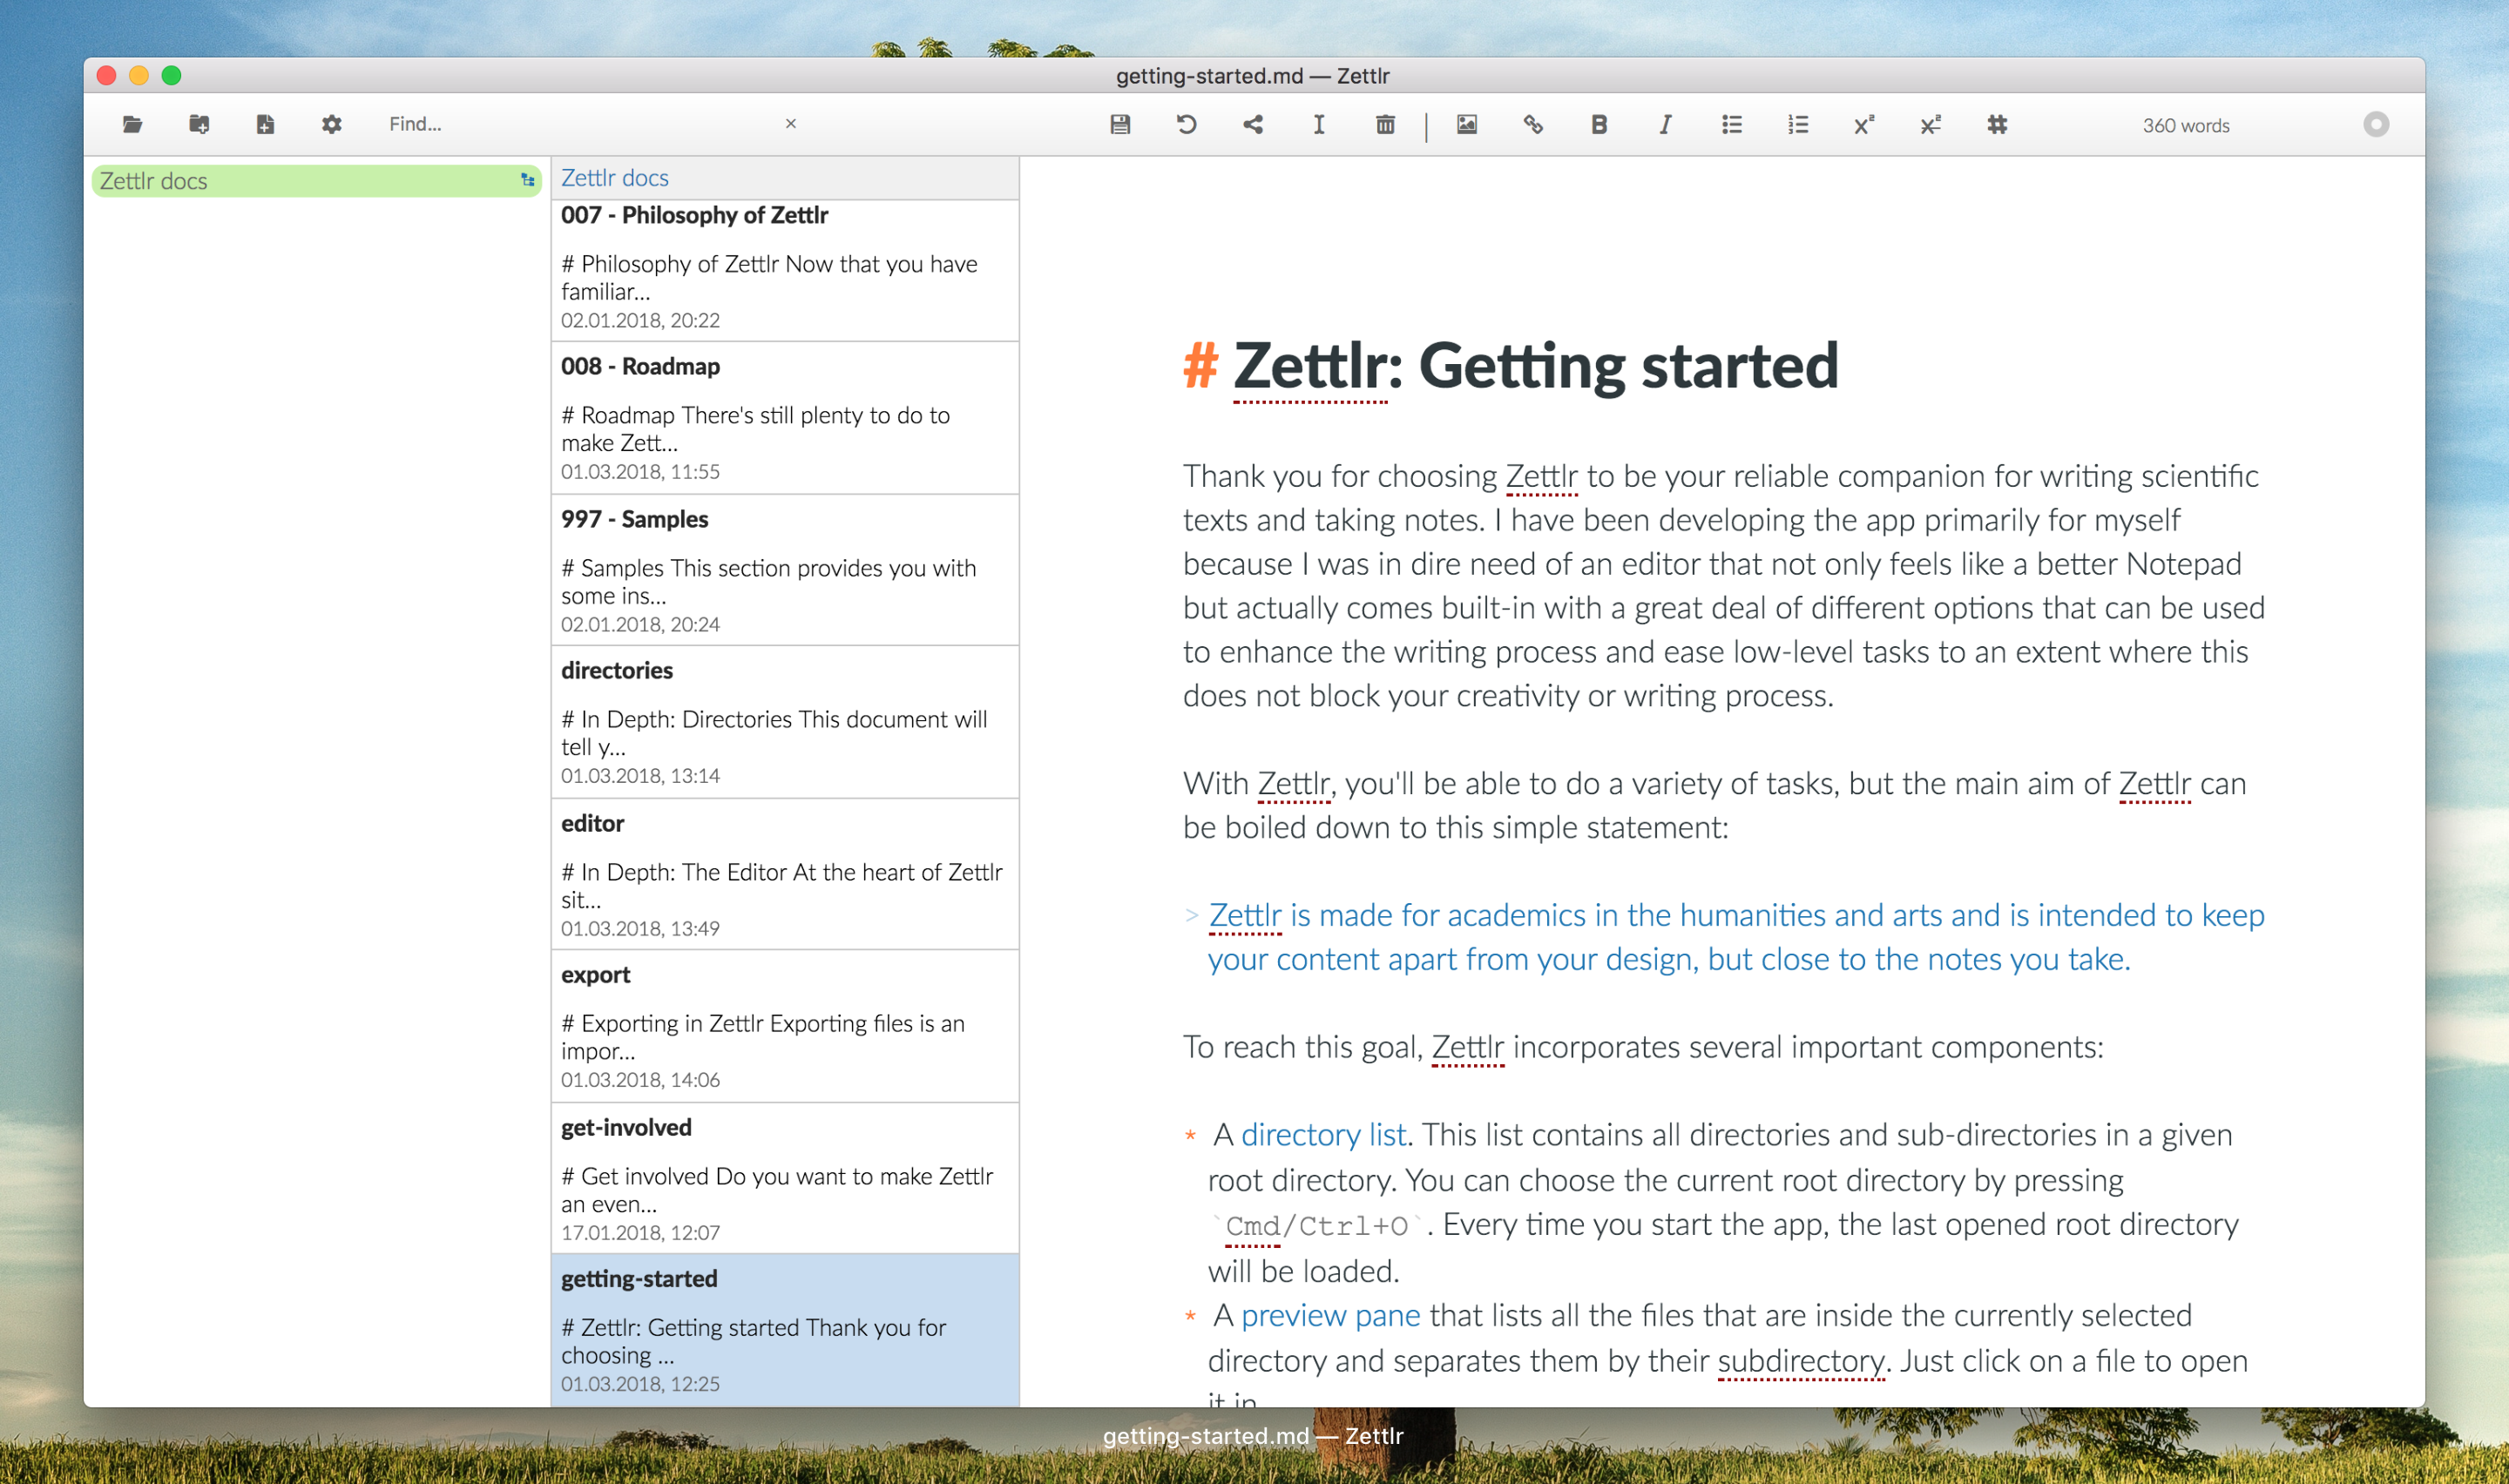 getting-started.md — Zettlr
Find...
360 words
Zettlr docs
Zettlr docs
007 - Philosophy of Zettlr
# Philosophy of Zettlr Now that you have
familiar...
02.01.2018, 20:22
008 - Roadmap
# Roadmap There's still plenty to do to
make Zett...
01.03.2018, 11:55
997 - Samples
# Samples This section provides you with
some ins...
02.01.2018, 20:24
directories
# In Depth: Directories This document will
tell y...
01.03.2018, 13:14
editor
# In Depth: The Editor At the heart of Zettlr
sit...
01.03.2018, 13:49
export
# Exporting in Zettlr Exporting files is an
impor...
01.03.2018, 14:06
get-involved
# Get involved Do you want to make Zettlr
an even...
17.01.2018, 12:07
getting-started
# Zettlr: Getting started Thank you for
choosing ...
01.03.2018, 12:25
# Zettlr: Getting started
Thank you for choosing Zettlr to be your reliable companion for writing scientific
texts and taking notes. I have been developing the app primarily for myself
because I was in dire need of an editor that not only feels like a better Notepad
but actually comes built-in with a great deal of different options that can be used
to enhance the writing process and ease low-level tasks to an extent where this
does not block your creativity or writing process.
With Zettlr, you'll be able to do a variety of tasks, but the main aim of Zettlr can
be boiled down to this simple statement:
> Zettlr is made for academics in the humanities and arts and is intended to keep
your content apart from your design, but close to the notes you take.
To reach this goal, Zettlr incorporates several important components:
* A directory list. This list contains all directories and sub-directories in a given
root directory. You can choose the current root directory by pressing
`Cmd/Ctrl+O`. Every time you start the app, the last opened root directory
will be loaded.
* A preview pane that lists all the files that are inside the currently selected
directory and separates them by their subdirectory. Just click on a file to open
it in
getting-started.md — Zettlr